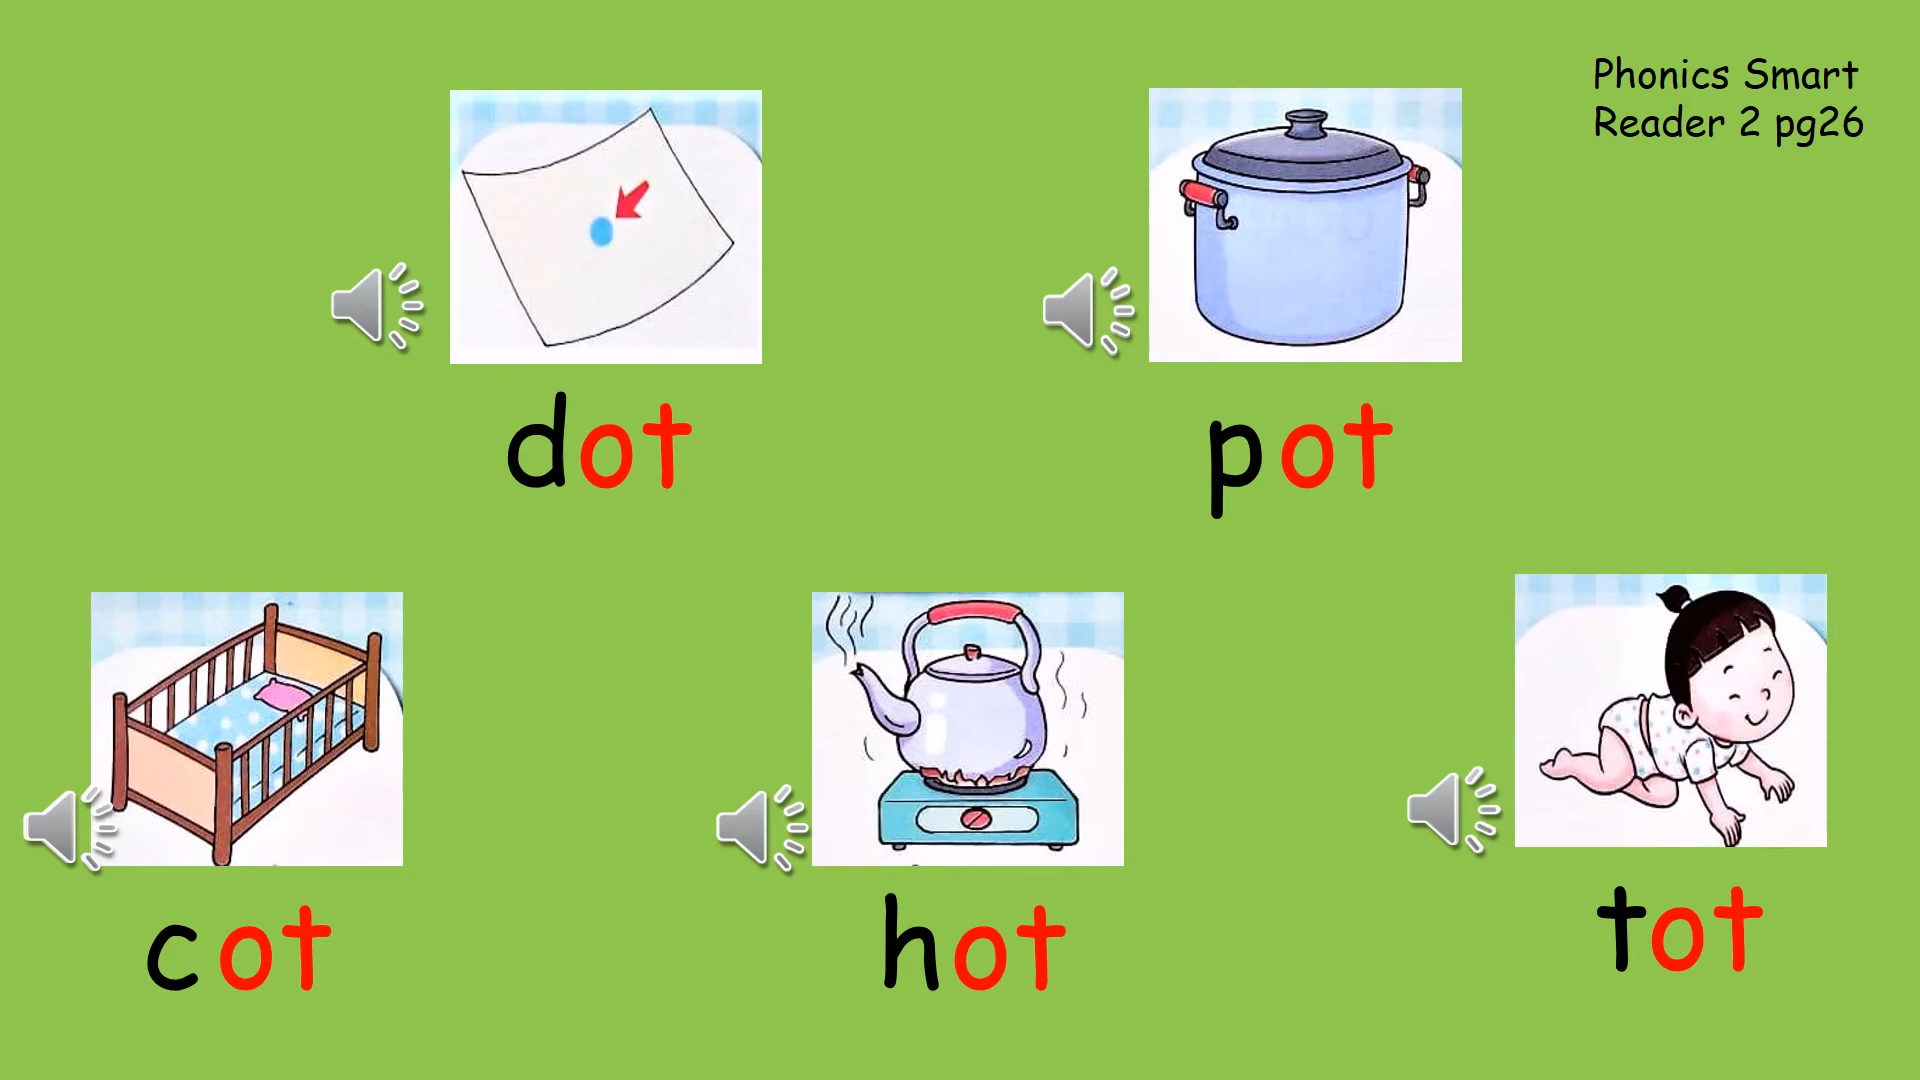 Phonics Smart
Reader 2 pg26
dot
pot
cot
hot
tot